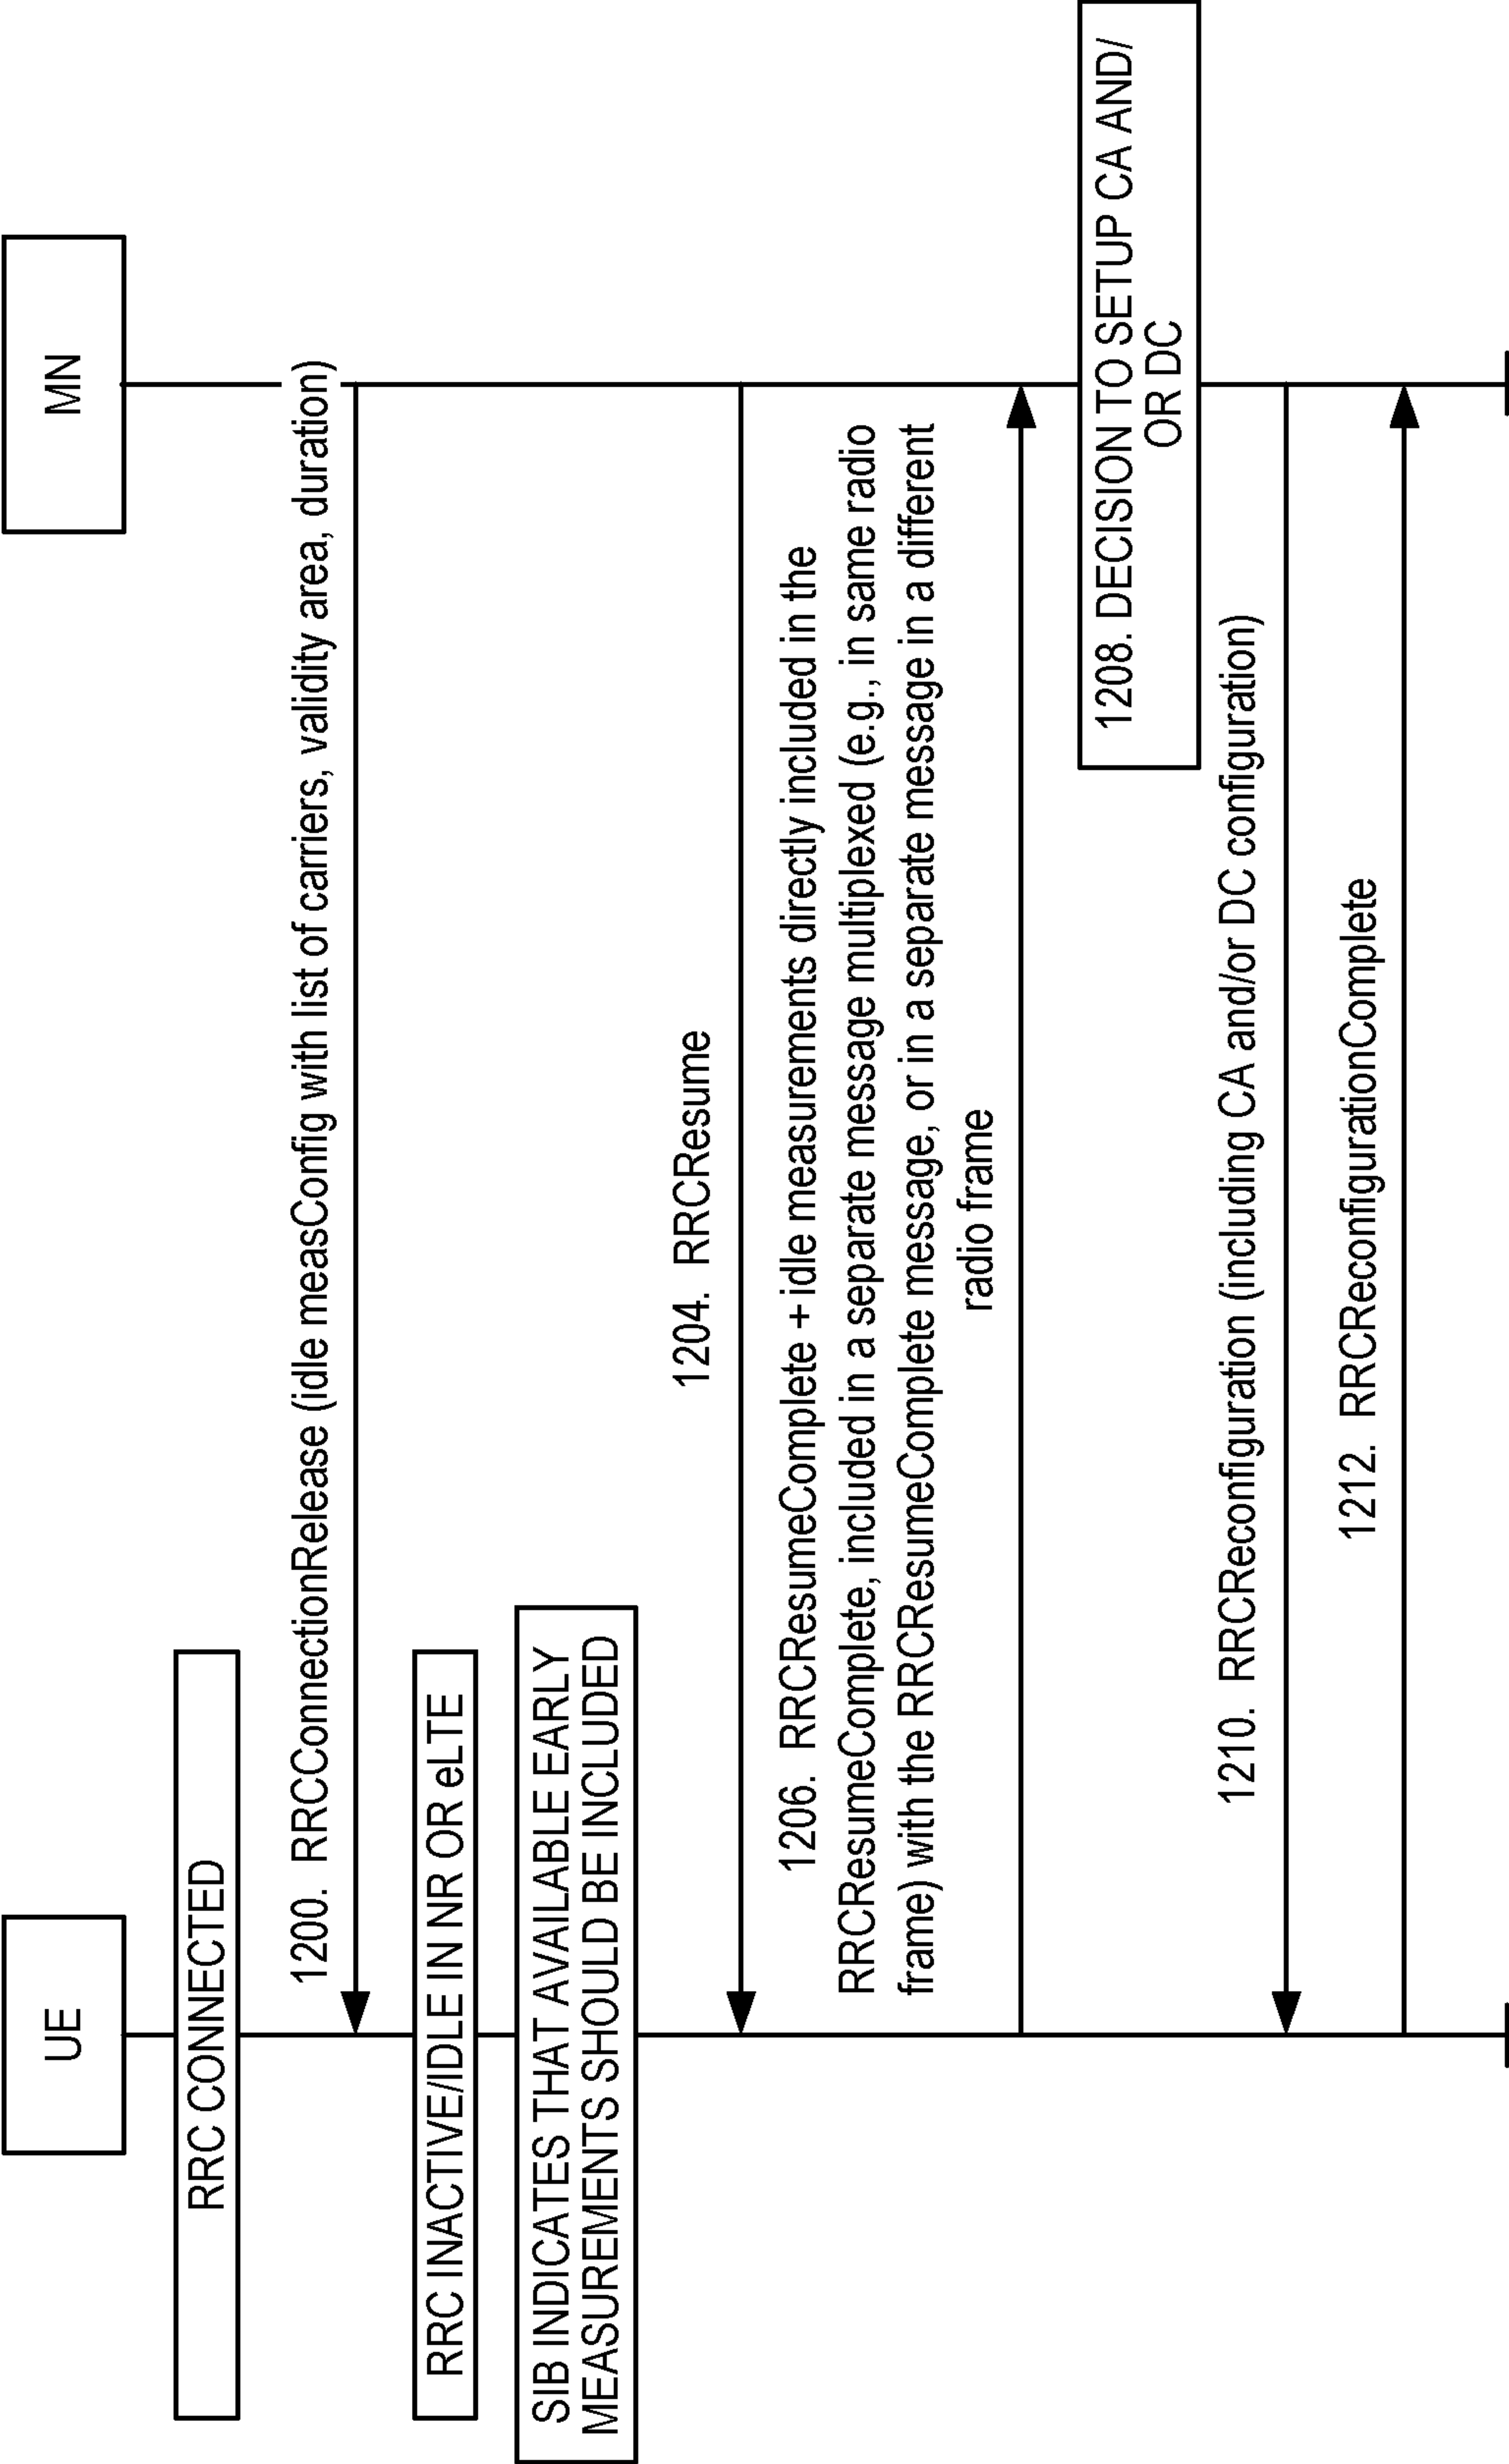 UE
MN
RRC CONNECTED
1200. RRCConnectionRelease (idle measConfig with list of carriers, validity area, duration)
RRC INACTIVE/IDLE IN NR OR eLTE
SIB INDICATES THAT AVAILABLE EARLY
MEASUREMENTS SHOULD BE INCLUDED
1204. RRCResume
1206. RRCResumeComplete + idle measurements directly included in the
RRCResumeComplete, included in a separate message multiplexed (e.g., in same radio
frame) with the RRCResumeComplete message, or in a separate message in a different
radio frame
1208. DECISION TO SETUP CA AND/
OR DC
1210. RRCReconfiguration (including CA and/or DC configuration)
1212. RRCReconfigurationComplete